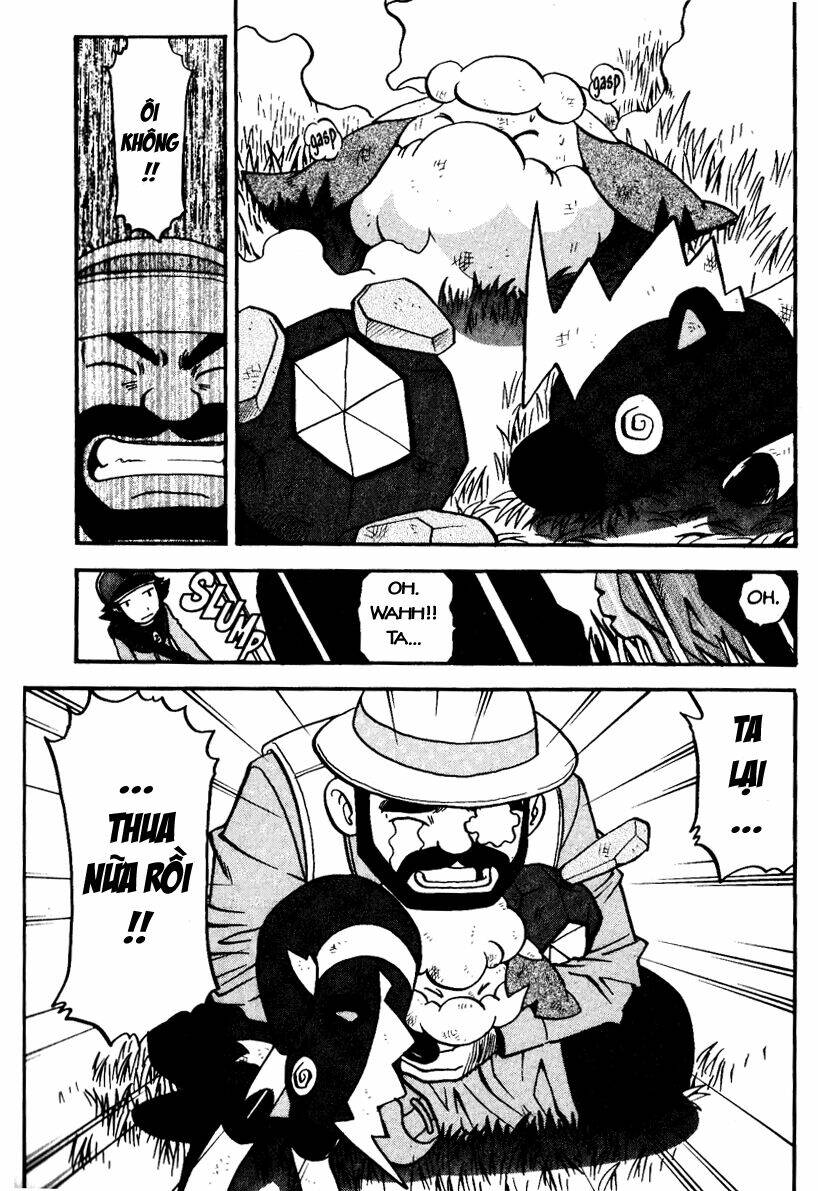 gasp
gasp
ÔI
KHÔNG
!!
OH.
OH.
WAHH!!
TA...
SLUMP
TA
LẠI
...
...
THUA
NỮA RỒI
!!